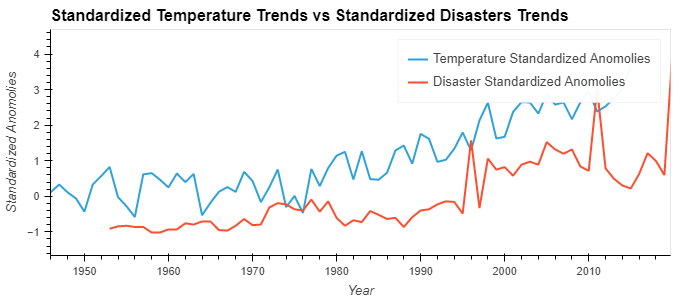 Standardized Temperature Trends vs Standardized Disasters Trends
Temperature Standardized Anomolies
Disaster Standardized Anomolies
Standardized Anomolies
4
3
2
1
0
−1
1950
1960
1970
1980
1990
2000
2010
Year